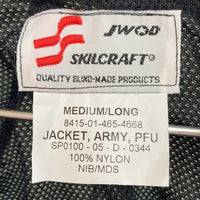 JWOD
SKILCRAFT®
QUALITY BLIND-MADE PRODUCTS
MEDIUM/LONG
8415-01-465-4668
JACKET, ARMY, PFU
SP0100 - 05 - D - 0344
100% NYLON
NIB/MDS